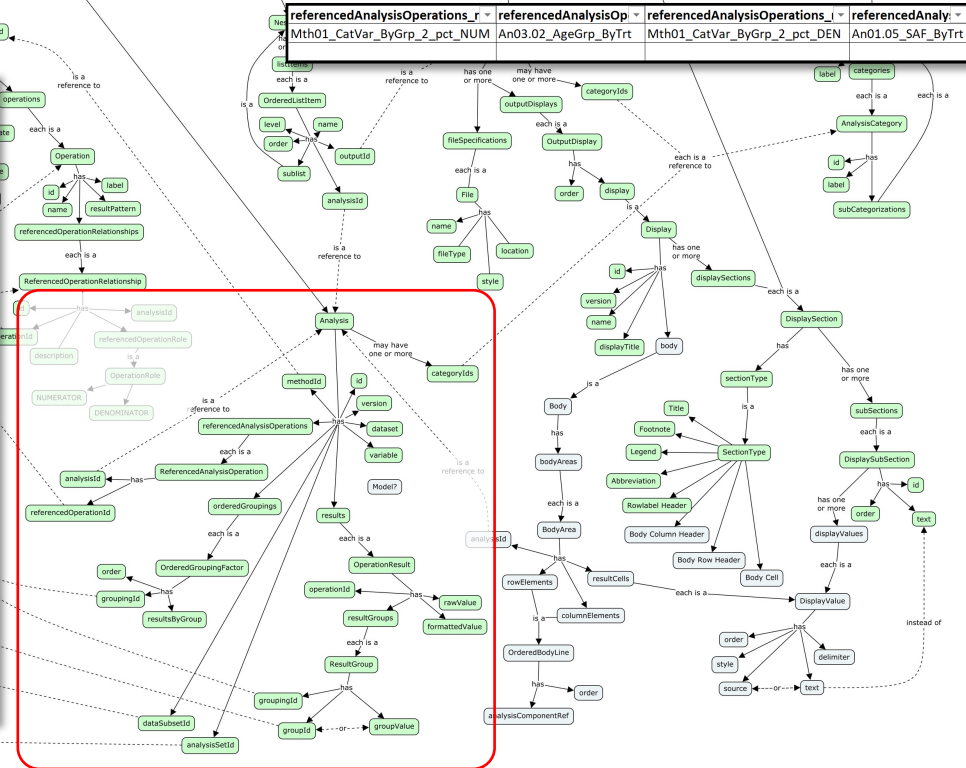 referencedAnalysisOperations_r
referencedAnalysisOp
referencedAnalysisOperations_
referencedAnaly
Mth01_CatVar_ByGrp_2_pct_NUM
An03.02_AgeGrp_ByTrt
Mth01_CatVar_ByGrp_2_pct_DEN
An01.05_SAF_ByTrt
listItems
each is a
OrderedListItem
level
name
order
has
outputId
sublist
is a
analysisId
is a
reference to
is a
reference to
is a
reference to
operations
each is a
Operation
has
id
label
name
resultPattern
referencedOperationRelationships
each is a
ReferencedOperationRelationship
has
id
analysisId
referencedOperationRole
description
is a
OperationRole
NUMERATOR
DENOMINATOR
has one
or more
may have
one or more
outputDisplays
categoryIds
each is a
fileSpecifications
OutputDisplay
has
each is a
order
display
File
is a
has
name
fileType
location
style
each is a
reference to
label
categories
each is a
each is a
AnalysisCategory
id
has
label
subCategorizations
Display
has one
or more
id
has
displaySections
version
name
displayTitle
body
each is a
DisplaySection
has
has one
or more
sectionType
is a
subSections
each is a
Title
Footnote
Legend
SectionType
Abbreviation
Rowlabel Header
Body Column Header
Body Row Header
Body Cell
DisplaySubSection
has
id
has one
or more
order
text
displayValues
each is a
DisplayValue
has
order
style
delimiter
source
or
text
instead of
is a
Body
has
bodyAreas
each is a
BodyArea
has
rowElements
resultCells
each is a
is a
columnElements
OrderedBodyLine
has
order
analysisComponentRef
Analysis
may have
one or more
categoryIds
methodId
id
version
is a
reference to
referencedAnalysisOperations
has
dataset
each is a
variable
ReferencedAnalysisOperation
is a
reference to
analysisId
has
Model?
referencedOperationId
orderedGroupings
results
each is a
each is a
analysisId
OrderedGroupingFactor
OperationResult
order
has
groupingId
resultsByGroup
operationId
has
rawValue
resultGroups
formattedValue
each is a
ResultGroup
has
groupingId
dataSubsetId
groupId
or
groupValue
analysisSetId